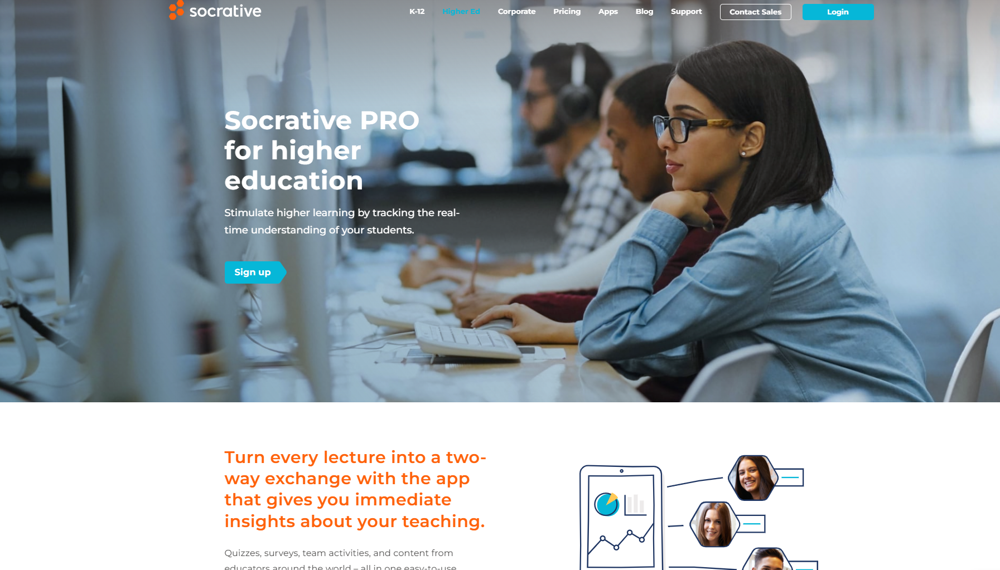 socrative
K-12 Higher Ed Corporate Pricing Apps Blog Support Contact Sales Login
Socrative PRO
for higher
education
Stimulate higher learning by tracking the real-
time understanding of your students.
Sign up
Turn every lecture into a two-
way exchange with the app
that gives you immediate
insights about your teaching.
Quizzes, surveys, team activities, and content from
educators around the world – all in one easy-to-use